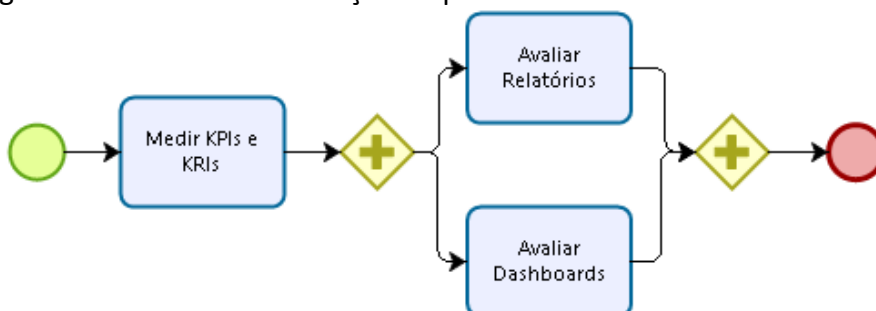 Medir KPIs e
KRIs
Avaliar
Relatórios
Avaliar
Dashboards